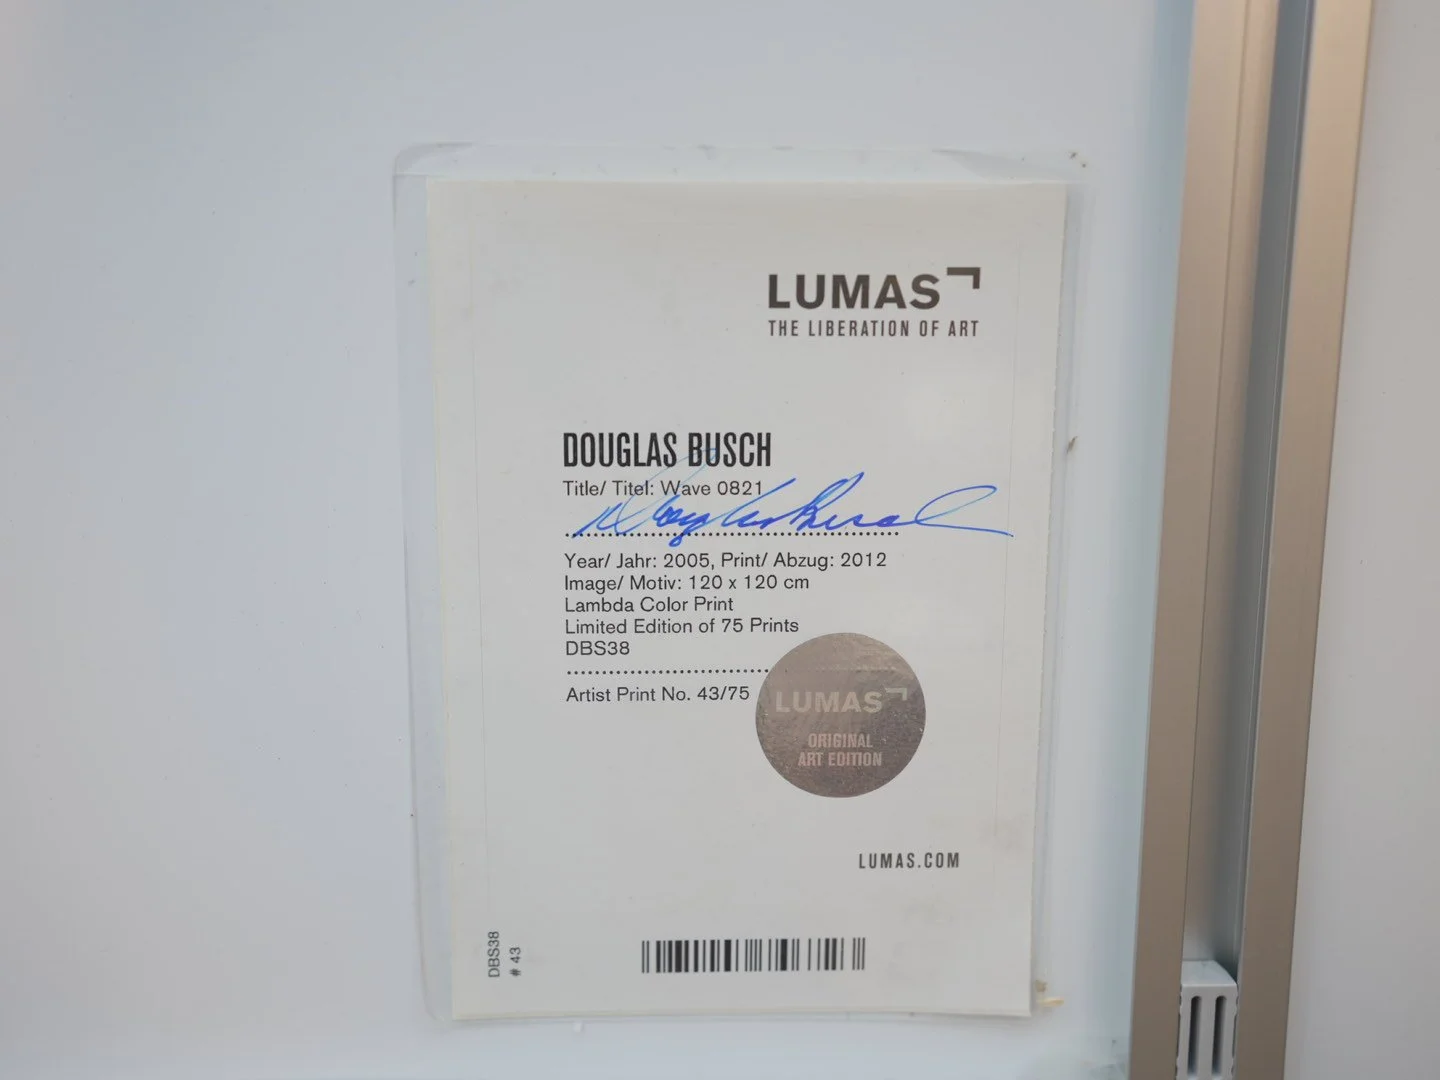 LUMAS
THE LIBERATION OF ART
DOUGLAS BUSCH
Title/ Titel: Wave 0821
Douglas Busch
Year/ Jahr: 2005, Print/ Abzug: 2012
Image/ Motiv: 120 x 120 cm
Lambda Color Print
Limited Edition of 75 Prints
DBS38
Artist Print No. 43/75
LUMAS
ORIGINAL
ART EDITION
LUMAS.COM
DBS38
# 43